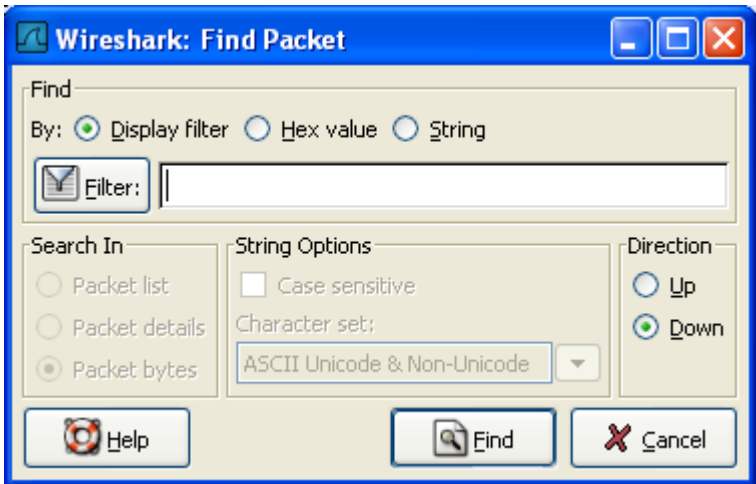 Wireshark: Find Packet
Find
By: Display filter Hex value String
Filter:
Search In
Packet list
Packet details
Packet bytes
String Options
Case sensitive
Character set:
ASCII Unicode & Non-Unicode
Direction
Up
Down
Help Find Cancel